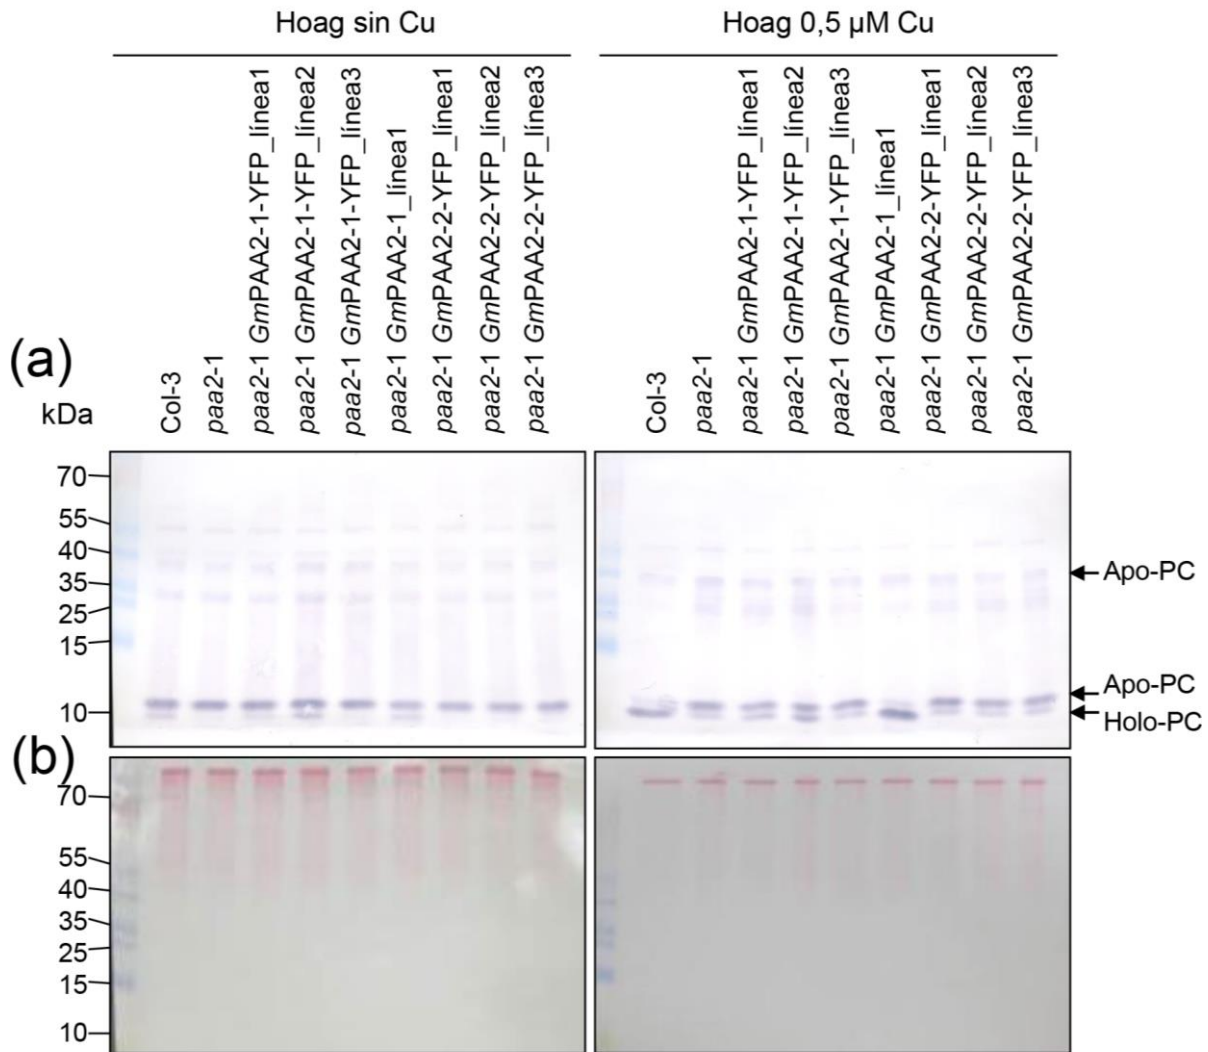 Hoag sin Cu
Hoag 0,5 µM Cu
Col-3
paa2-1
paa2-1 GmPAA2-1-YFP_línea1
paa2-1 GmPAA2-1-YFP_línea2
paa2-1 GmPAA2-1-YFP_línea3
paa2-1 GmPAA2-1_línea1
paa2-1 GmPAA2-2-YFP_línea1
paa2-1 GmPAA2-2-YFP_línea2
paa2-1 GmPAA2-2-YFP_línea3
Col-3
paa2-1
paa2-1 GmPAA2-1-YFP_línea1
paa2-1 GmPAA2-1-YFP_línea2
paa2-1 GmPAA2-1-YFP_línea3
paa2-1 GmPAA2-1_línea1
paa2-1 GmPAA2-2-YFP_línea1
paa2-1 GmPAA2-2-YFP_línea2
paa2-1 GmPAA2-2-YFP_línea3
(a)
kDa
70
55
40
35
25
15
10
Apo-PC
Apo-PC
Holo-PC
(b)
70
55
40
35
25
15
10